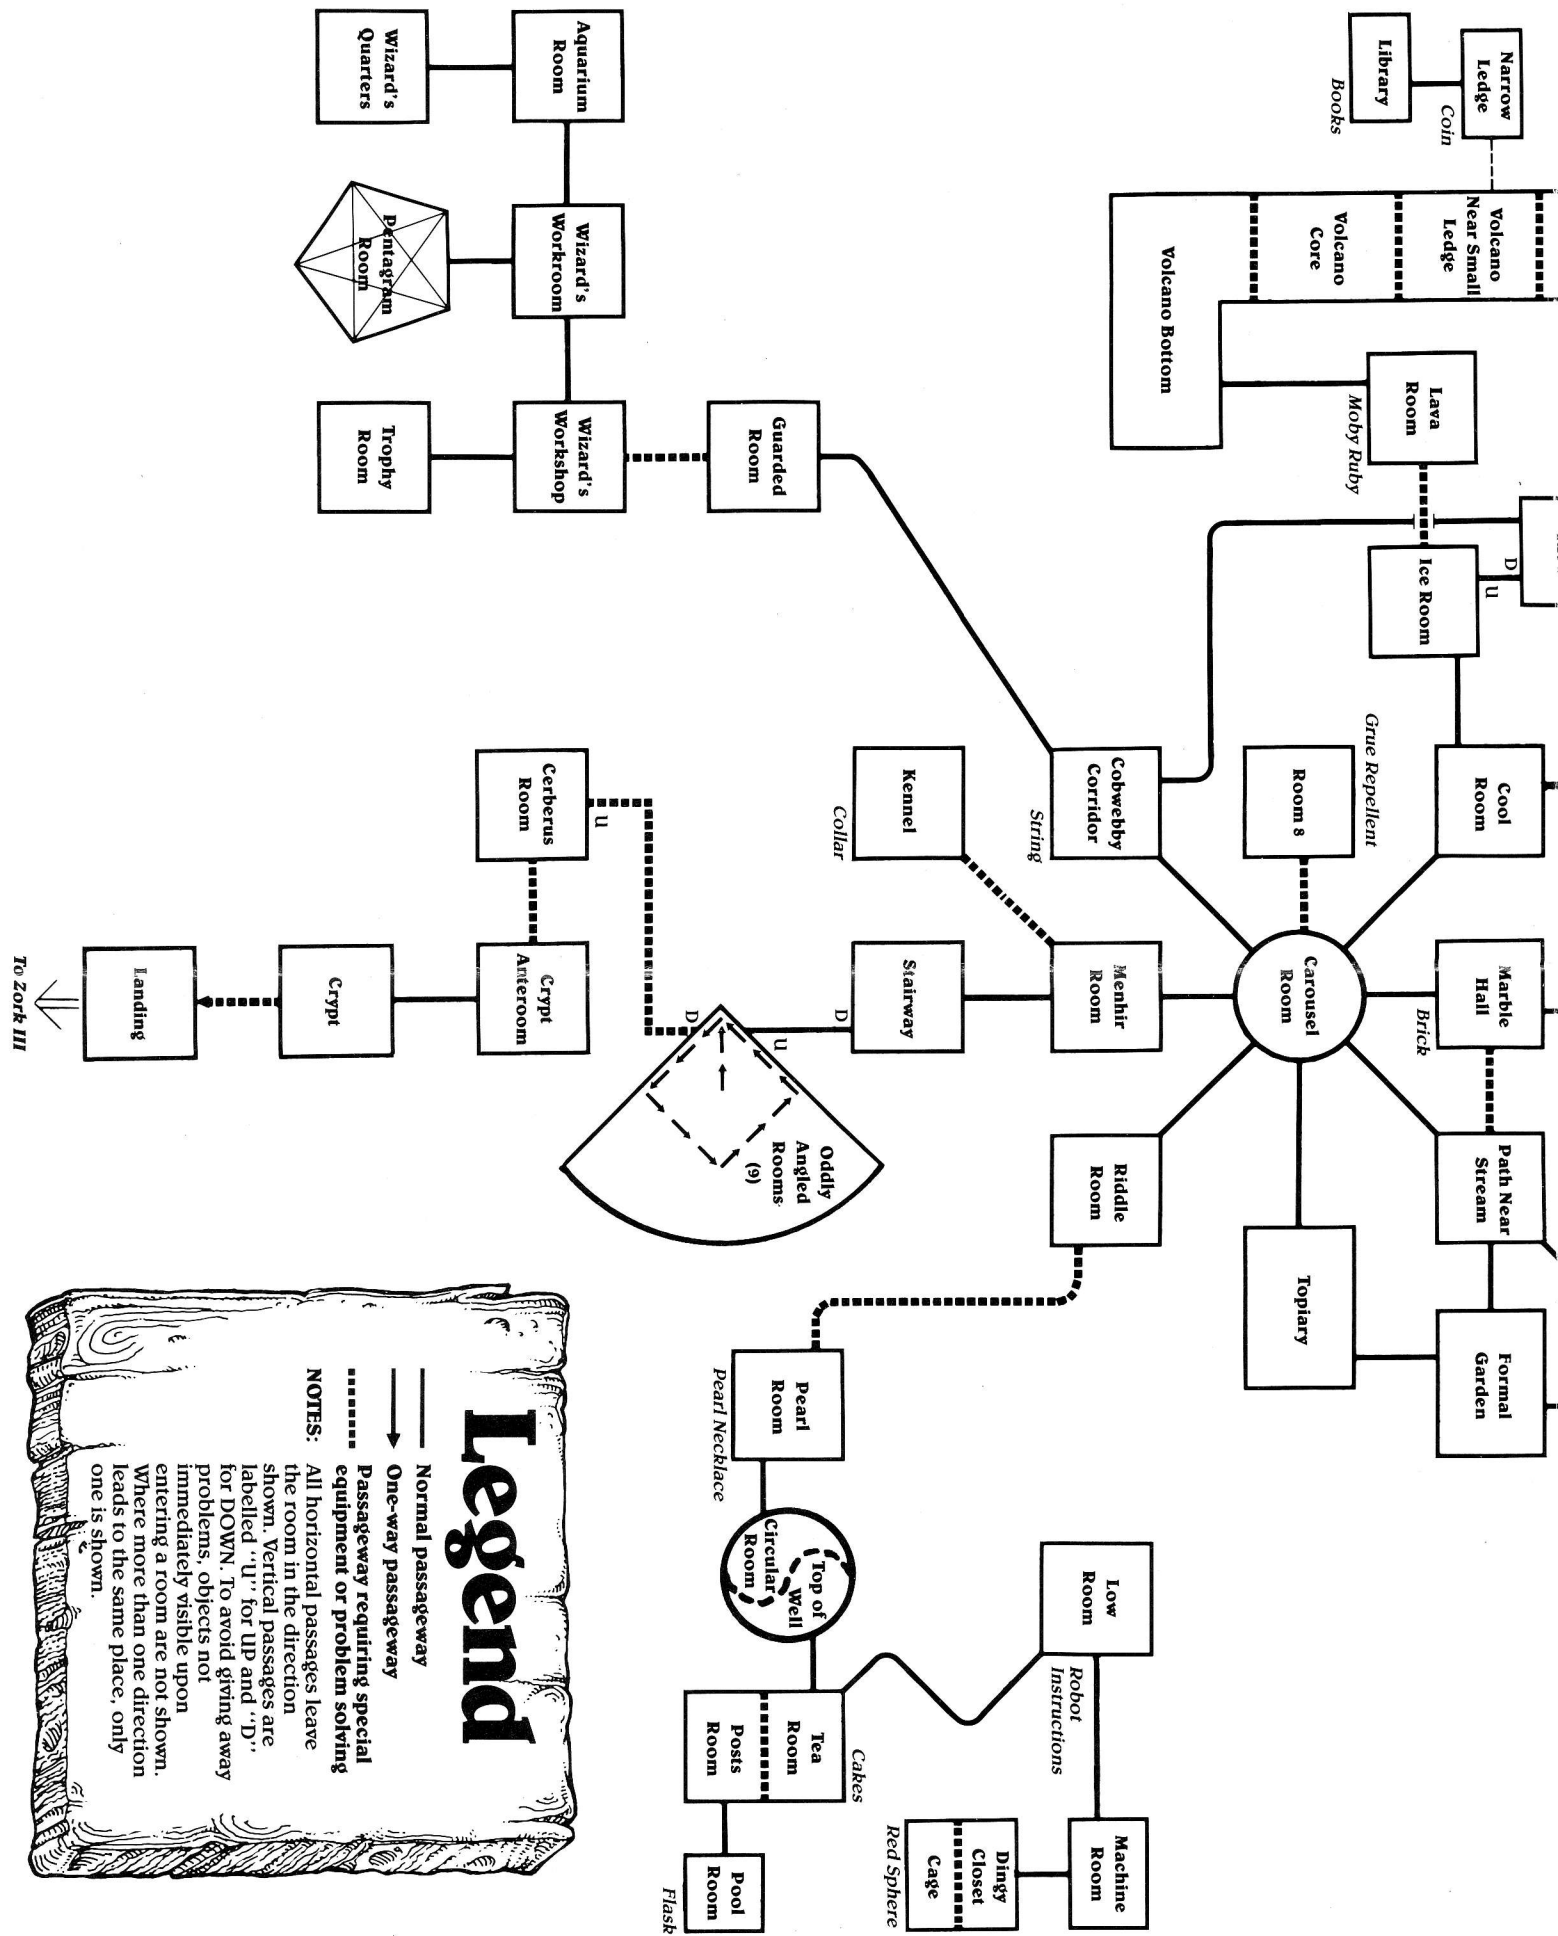 Narrow
Ledge
Coin
Library
Books
Volcano
Near Small
Ledge
Volcano
Core
Volcano Bottom
Lava
Room
Moby Ruby
D
U
Ice Room
Cool
Room
Grue Repellent
Room 8
Cobwebby
Corridor
String
Kennel
Collar
Carousel
Room
Marble
Hall
Brick
Path Near
Stream
Formal
Garden
Topiary
Menhir
Room
Riddle
Room
Stairway
D
U
Oddly
Angled
Rooms
(9)
D
U
Cerberus
Room
Crypt
Anteroom
Crypt
Landing
To Zork III
Aquarium
Room
Wizard's
Quarters
Wizard's
Workroom
Pentagram
Room
Wizard's
Workshop
Trophy
Room
Guarded
Room
Pearl
Room
Pearl Necklace
Circular
Room
Top of
Well
Low
Room
Robot
Instructions
Machine
Room
Dingy
Closet
Cage
Red Sphere
Tea
Room
Cakes
Posts
Room
Pool
Room
Flask
Legend
Normal passageway
One-way passageway
Passageway requiring special
equipment or problem solving
NOTES: All horizontal passages leave
the room in the direction
shown. Vertical passages are
labelled "U" for UP and "D"
for DOWN. To avoid giving away
problems, objects not
immediately visible upon
entering a room are not shown.
Where more than one direction
leads to the same place, only
one is shown.